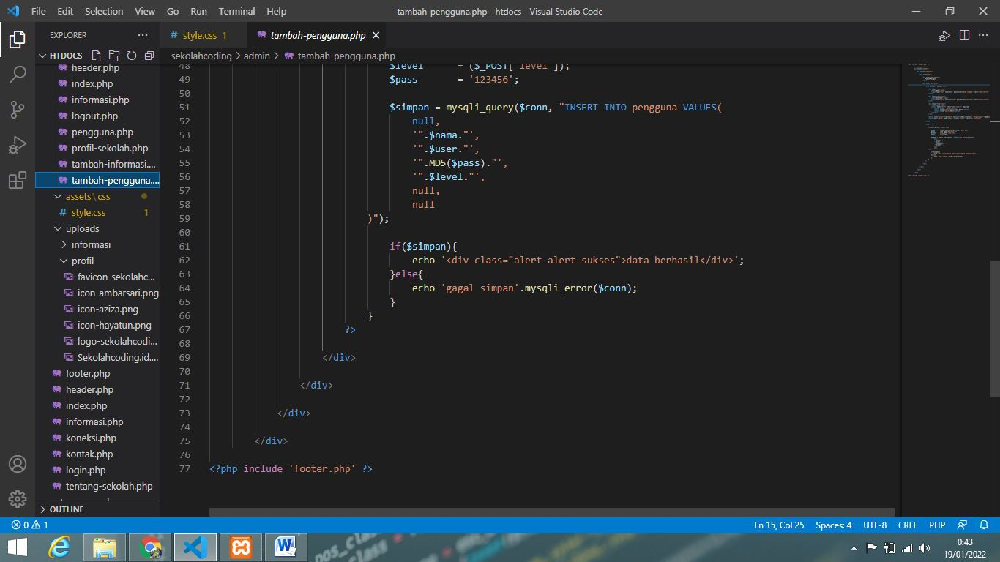 File Edit Selection View Go Run Terminal Help
tambah-pengguna.php - htdocs - Visual Studio Code
EXPLORER
HTDOCS
header.php
index.php
informasi.php
logout.php
pengguna.php
profil-sekolah.php
tambah-informasi....
tambah-pengguna....
assets\css
# style.css 1
uploads
informasi
profil
favicon-sekolahc...
icon-ambarsari.png
icon-aziza.png
icon-hayatun.png
logo-sekolahcodi...
Sekolahcoding.id....
footer.php
header.php
index.php
informasi.php
koneksi.php
kontak.php
login.php
tentang-sekolah.php
OUTLINE
# style.css 1
tambah-pengguna.php
sekolahcoding > admin > tambah-pengguna.php
48 $level = ($_POST['level']);
49 $pass = '123456';
50
51 $simpan = mysqli_query($conn, "INSERT INTO pengguna VALUES(
52 null,
53 '".$nama."',
54 '".$user."',
55 '".MD5($pass)."',
56 '".$level."',
57 null,
58 null
59 )");
60
61 if($simpan){
62 echo '<div class="alert alert-sukses">data berhasil</div>';
63 }else{
64 echo 'gagal simpan'.mysqli_error($conn);
65 }
66 }
67 ?>
68
69 </div>
70
71 </div>
72
73 </div>
74
75 </div>
76
77 <?php include 'footer.php' ?>
0 1
Ln 15, Col 25 Spaces: 4 UTF-8 CRLF PHP
0:43
19/01/2022